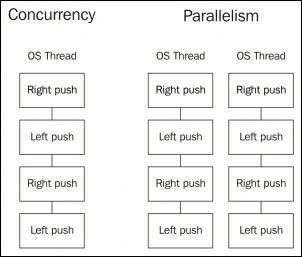 Concurrency Parallelism
OS Thread OS Thread OS Thread
Right push Right push Right push
Left push Left push Left push
Right push Right push Right push
Left push Left push Left push